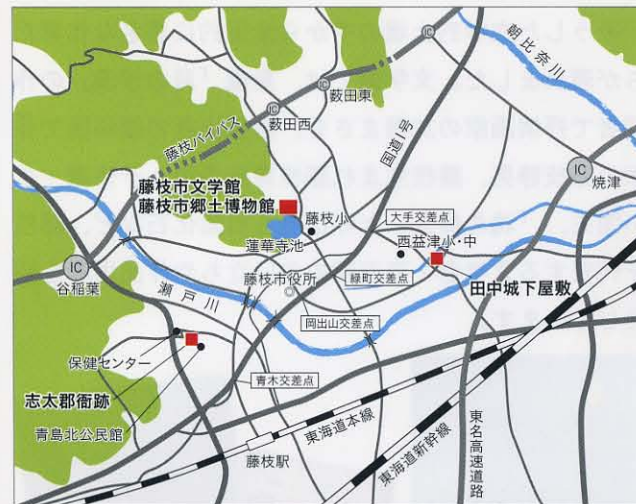 朝比奈川
IC
藪田東
IC
藪田西
藤枝バイパス
国道1号
IC
焼津
藤枝市文学館
藤枝市郷土博物館
藤枝小
大手交差点
蓮華寺池
西益津小・中
藤枝市役所
緑町交差点
田中城下屋敷
IC
谷稲葉
瀬戸川
岡出山交差点
保健センター
青木交差点
志太郡衙跡
青島北公民館
東海道本線
藤枝駅
東海道新幹線
東名高速道路